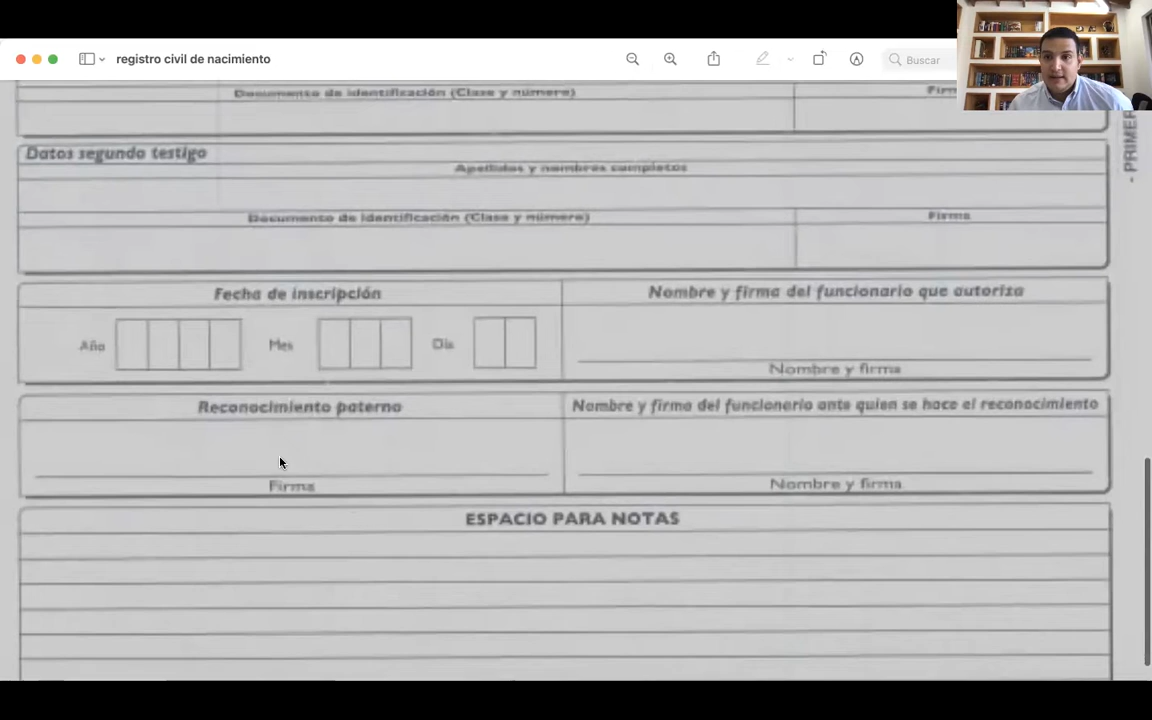 registro civil de nacimiento
Buscar
Documento de identificación (Clase y número)
Firm
- PRIMER
Datos segundo testigo
Apellidos y nombres completos
Documento de identificación (Clase y número)
Firma
Fecha de inscripción
Nombre y firma del funcionario que autoriza
Año
Mes
Día
Nombre y firma
Reconocimiento paterno
Nombre y firma del funcionario ante quien se hace el reconocimiento
Firma
Nombre y firma
ESPACIO PARA NOTAS